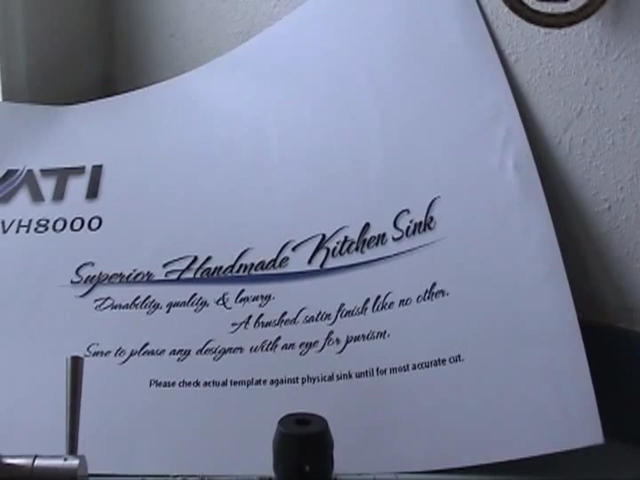 VATI
VH8000
Superior Handmade Kitchen Sink
Durability, quality, & luxury.
A brushed satin finish like no other.
Sure to please any designer with an eye for purism.
Please check actual template against physical sink until for most accurate cut.